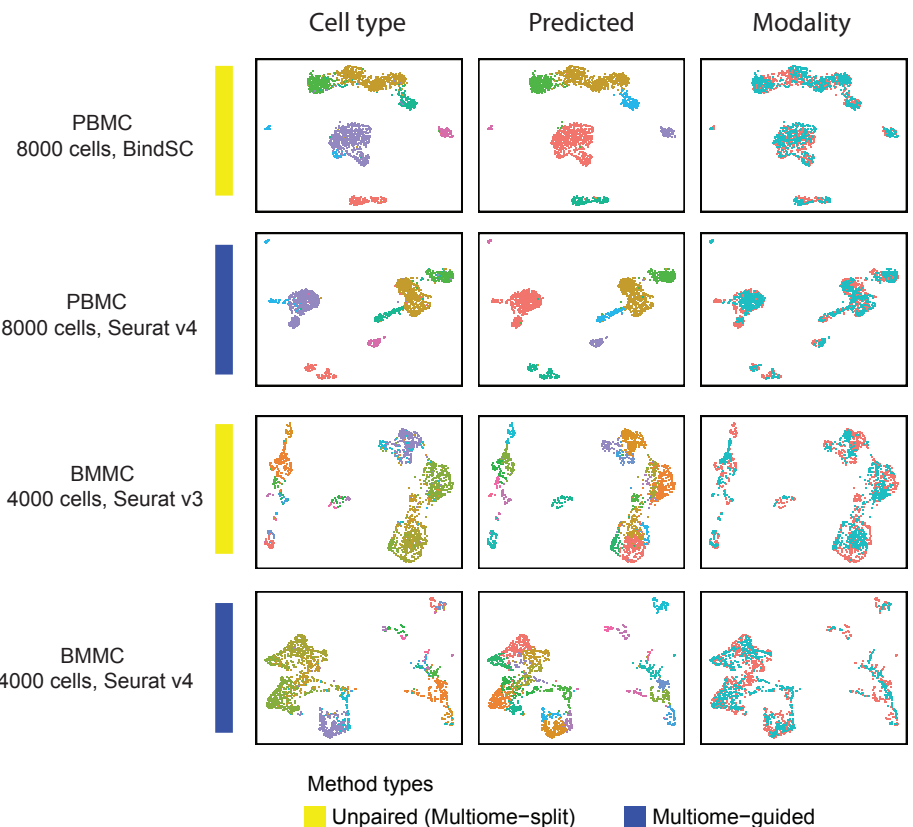 Cell type Predicted Modality
PBMC
8000 cells, BindSC
PBMC
8000 cells, Seurat v4
BMMC
4000 cells, Seurat v3
BMMC
4000 cells, Seurat v4
Method types
Unpaired (Multiome−split) Multiome−guided